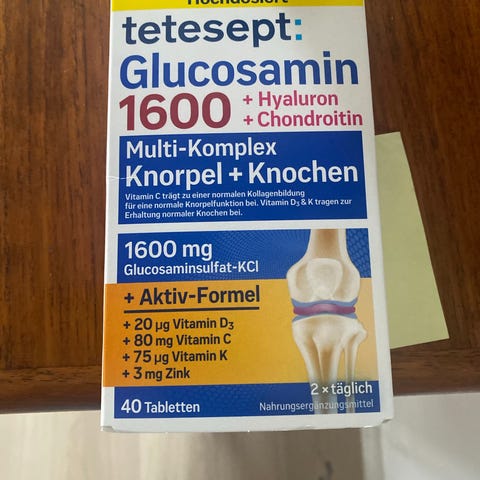 Hochdosiert
tetesept:
Glucosamin
1600 + Hyaluron
+ Chondroitin
Multi-Komplex
Knorpel + Knochen
Vitamin C trägt zu einer normalen Kollagenbildung
für eine normale Knorpelfunktion bei. Vitamin D₃ & K tragen zur
Erhaltung normaler Knochen bei.
1600 mg
Glucosaminsulfat-KCl
+ Aktiv-Formel
+ 20 µg Vitamin D₃
+ 80 mg Vitamin C
+ 75 µg Vitamin K
+ 3 mg Zink
2 × täglich
40 Tabletten
Nahrungsergänzungsmittel